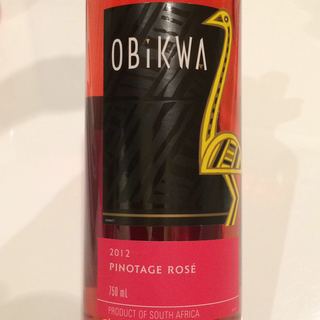 OBiKWA
2012
PINOTAGE ROSÉ
750 mL
PRODUCT OF SOUTH AFRICA